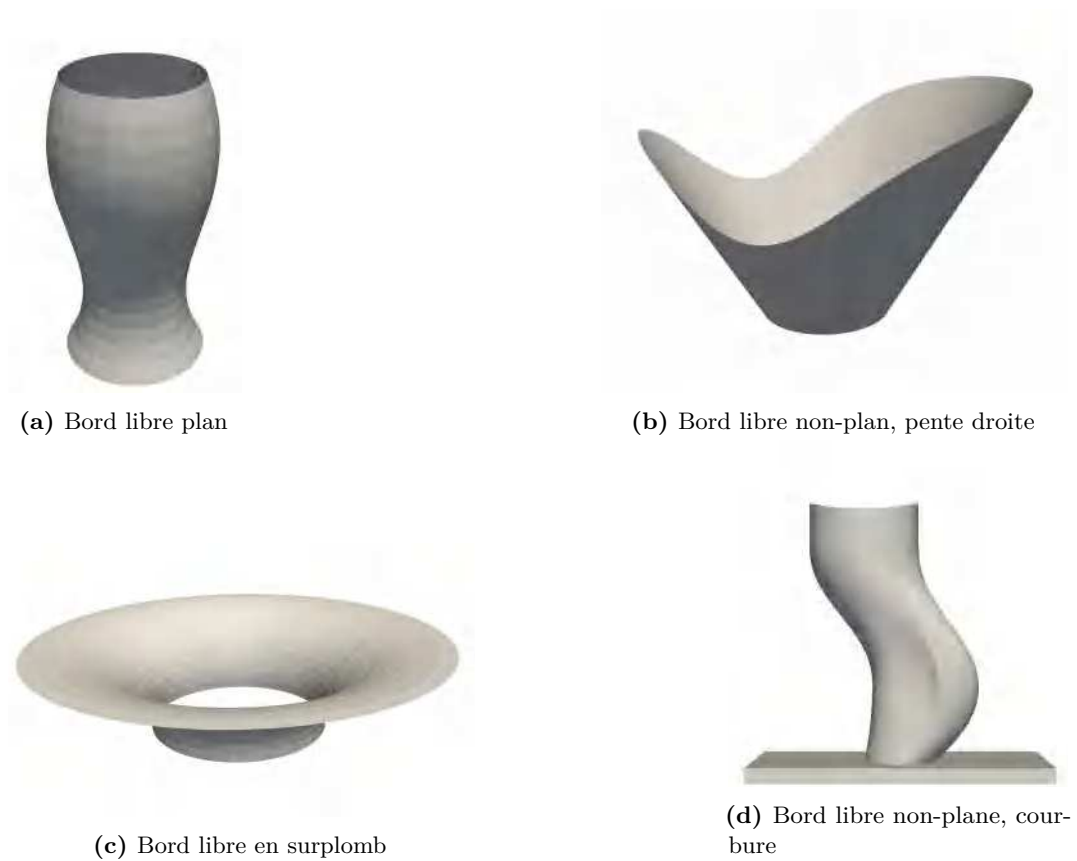 (a) Bord libre plan
(b) Bord libre non-plan, pente droite
(c) Bord libre en surplomb
(d) Bord libre non-plane, cour-
bure